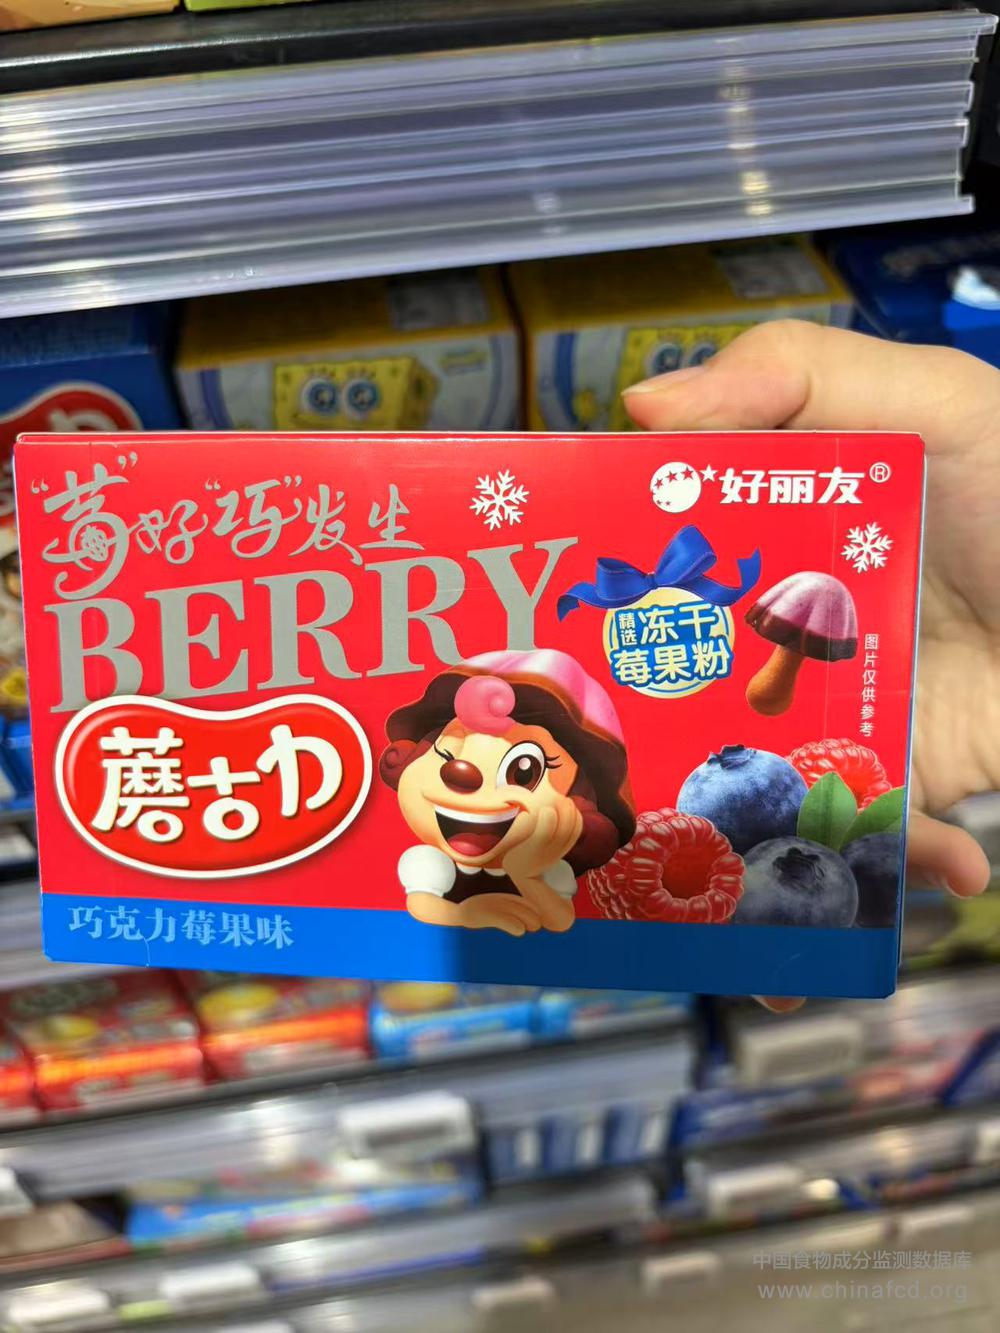 “莓”好“巧”发生
BERRY
好丽友®
精选
冻干
莓果粉
图片仅供参考
蘑古力
巧克力莓果味
中国食物成分监测数据库
www.chinafcd.org